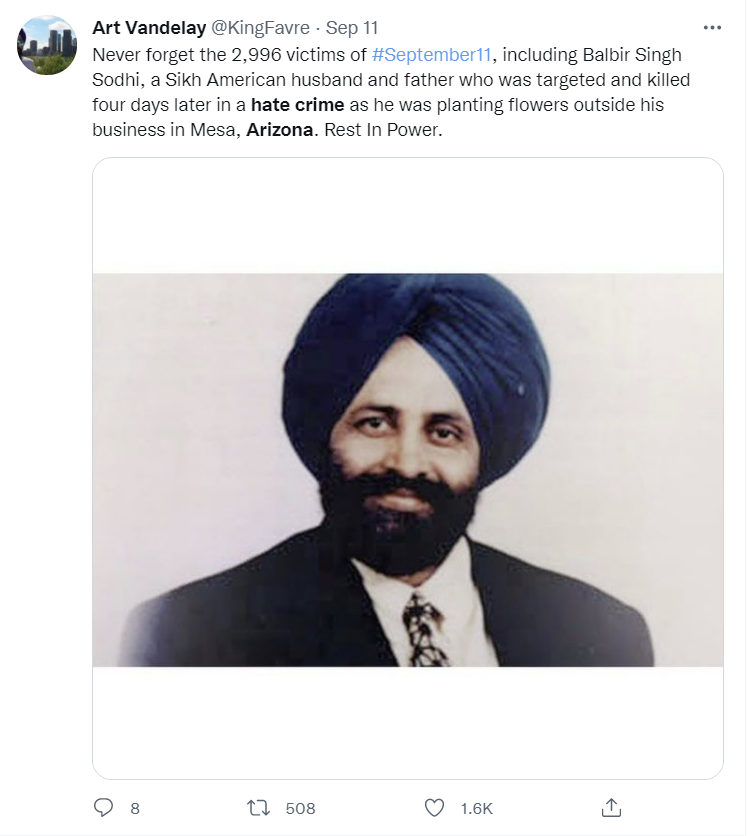 Art Vandelay @KingFavre · Sep 11
Never forget the 2,996 victims of #September11, including Balbir Singh
Sodhi, a Sikh American husband and father who was targeted and killed
four days later in a hate crime as he was planting flowers outside his
business in Mesa, Arizona. Rest In Power.
8 508 1.6K